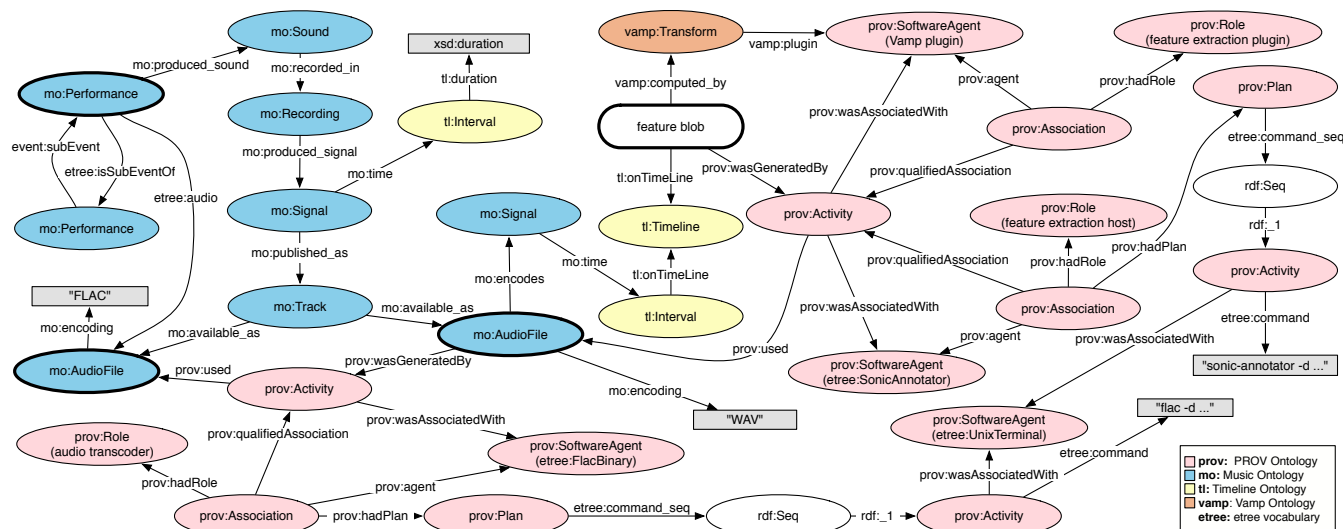 mo:Sound
vamp:Transform
vamp:plugin
prov:SoftwareAgent
(Vamp plugin)
prov:Role
(feature extraction plugin)
xsd:duration
mo:produced_sound
mo:recorded_in
tl:duration
vamp:computed_by
prov:agent
prov:hadRole
prov:Plan
mo:Performance
mo:Recording
tl:Interval
feature blob
prov:wasAssociatedWith
prov:Association
etree:command_seq
event:subEvent
etree:isSubEventOf
mo:produced_signal
mo:time
prov:wasGeneratedBy
prov:qualifiedAssociation
rdf:Seq
etree:audio
tl:onTimeLine
mo:Performance
mo:Signal
mo:Signal
tl:Timeline
prov:Activity
prov:Role
(feature extraction host)
rdf:_1
mo:published_as
mo:time
tl:onTimeLine
prov:qualifiedAssociation
prov:hadRole
prov:hadPlan
prov:Activity
mo:encodes
"FLAC"
mo:Track
mo:available_as
tl:Interval
prov:wasAssociatedWith
prov:Association
etree:command
mo:encoding
mo:available_as
mo:AudioFile
prov:used
prov:agent
prov:wasAssociatedWith
mo:AudioFile
prov:used
prov:wasGeneratedBy
prov:SoftwareAgent
(etree:SonicAnnotator)
"sonic-annotator -d ..."
prov:Activity
mo:encoding
"WAV"
"flac -d ..."
prov:wasAssociatedWith
prov:Role
(audio transcoder)
prov:qualifiedAssociation
prov:SoftwareAgent
(etree:FlacBinary)
prov:SoftwareAgent
(etree:UnixTerminal)
etree:command
prov:hadRole
prov:agent
prov:wasAssociatedWith
prov:Association
prov:hadPlan
prov:Plan
etree:command_seq
rdf:Seq
rdf:_1
prov:Activity
prov: PROV Ontology
mo: Music Ontology
tl: Timeline Ontology
vamp: Vamp Ontology
etree: etree vocabulary